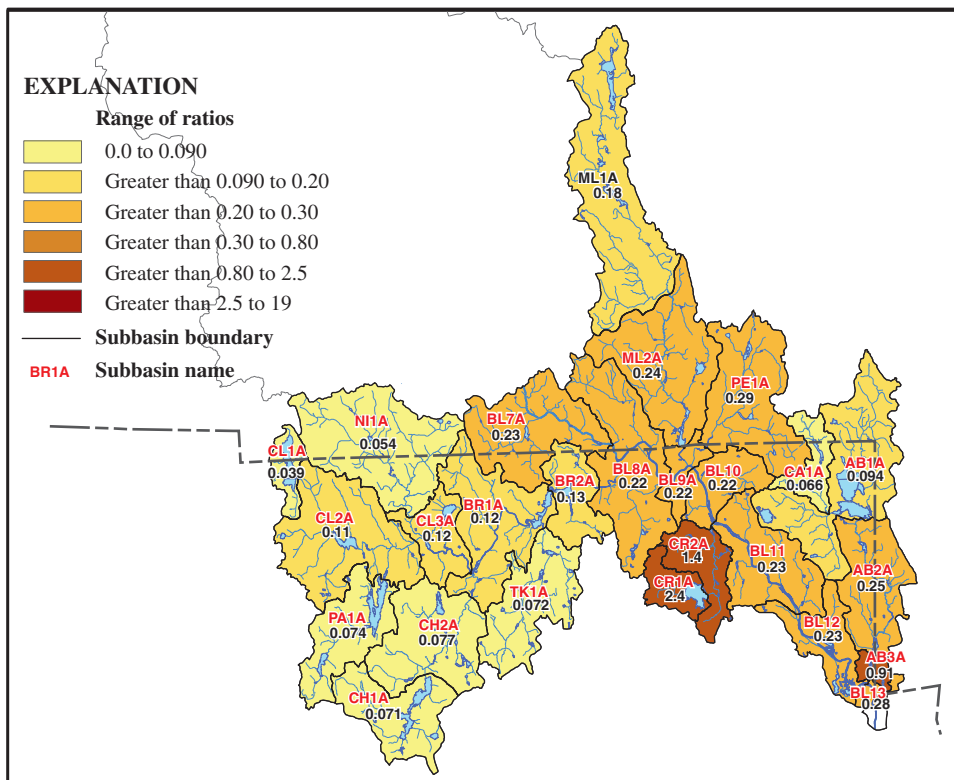 EXPLANATION
Range of ratios
0.0 to 0.090
Greater than 0.090 to 0.20
Greater than 0.20 to 0.30
Greater than 0.30 to 0.80
Greater than 0.80 to 2.5
Greater than 2.5 to 19
Subbasin boundary
BR1A Subbasin name
ML1A
0.18
ML2A
0.24
PE1A
0.29
NI1A
0.054
BL7A
0.23
CL1A
0.039
BR2A
0.13
BL8A
0.22
BL9A
0.22
BL10
0.22
CA1A
0.066
AB1A
0.094
CL2A
0.11
CL3A
0.12
BR1A
0.12
CR2A
1.4
BL11
0.23
CR1A
2.4
AB2A
0.25
PA1A
0.074
CH2A
0.077
TK1A
0.072
BL12
0.23
AB3A
0.91
CH1A
0.071
BL13
0.28